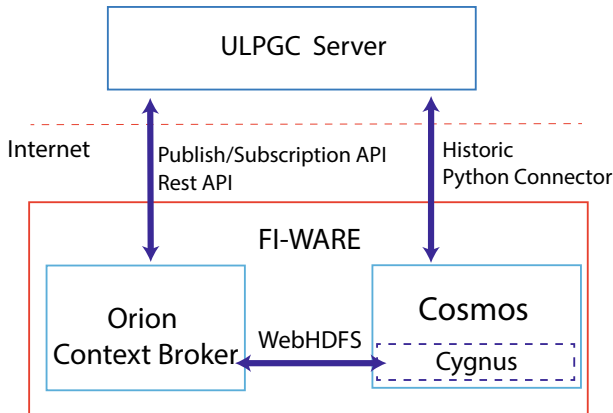 ULPGC Server
Internet
Publish/Subscription API
Rest API
Historic
Python Connector
FI-WARE
Orion
Context Broker
WebHDFS
Cosmos
Cygnus